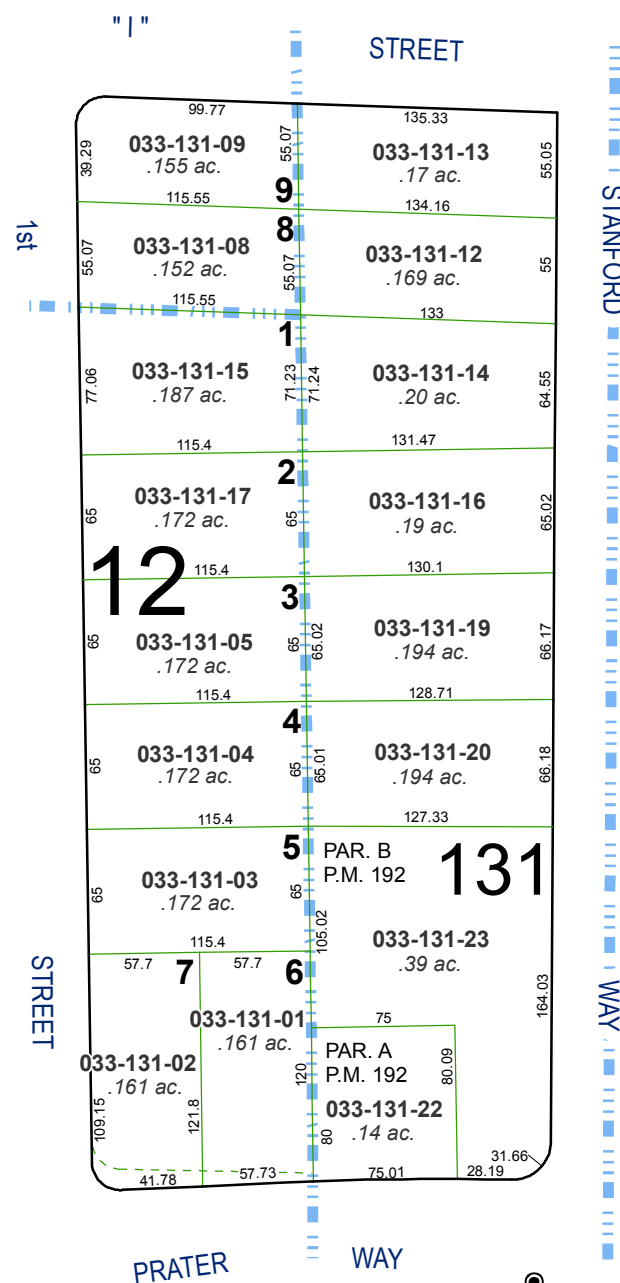 " I "
STREET
99.77
135.33
39.29
033-131-09
.155 ac.
55.07
033-131-13
.17 ac.
55.05
115.55
9
134.16
1st
55.07
033-131-08
.152 ac.
8
55.07
033-131-12
.169 ac.
55
STANFORD
115.55
133
1
77.06
033-131-15
.187 ac.
71.23
71.24
033-131-14
.20 ac.
64.55
115.4
131.47
2
65
033-131-17
.172 ac.
65
033-131-16
.19 ac.
65.02
12
115.4
130.1
3
65
033-131-05
.172 ac.
65
65.02
033-131-19
.194 ac.
66.17
115.4
128.71
4
65
033-131-04
.172 ac.
65
65.01
033-131-20
.194 ac.
66.18
115.4
127.33
5
PAR. B
P.M. 192
131
65
033-131-03
.172 ac.
65
105.02
033-131-23
.39 ac.
115.4
STREET
57.7
7
57.7
6
164.03
WAY
033-131-01
.161 ac.
75
033-131-02
.161 ac.
120
PAR. A
P.M. 192
80.09
109.15
121.8
033-131-22
.14 ac.
80
31.66
41.78
57.73
75.01
28.19
PRATER
WAY